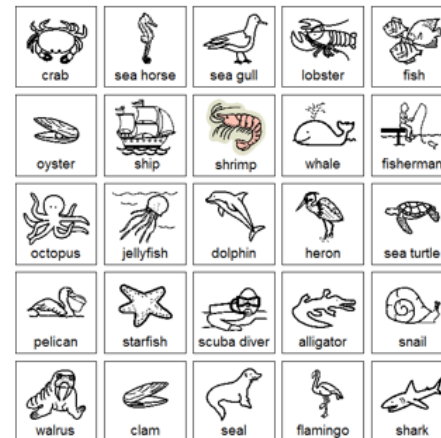 crab
sea horse
sea gull
lobster
fish
oyster
ship
shrimp
whale
fisherman
octopus
jellyfish
dolphin
heron
sea turtle
pelican
starfish
scuba diver
alligator
snail
walrus
clam
seal
flamingo
shark